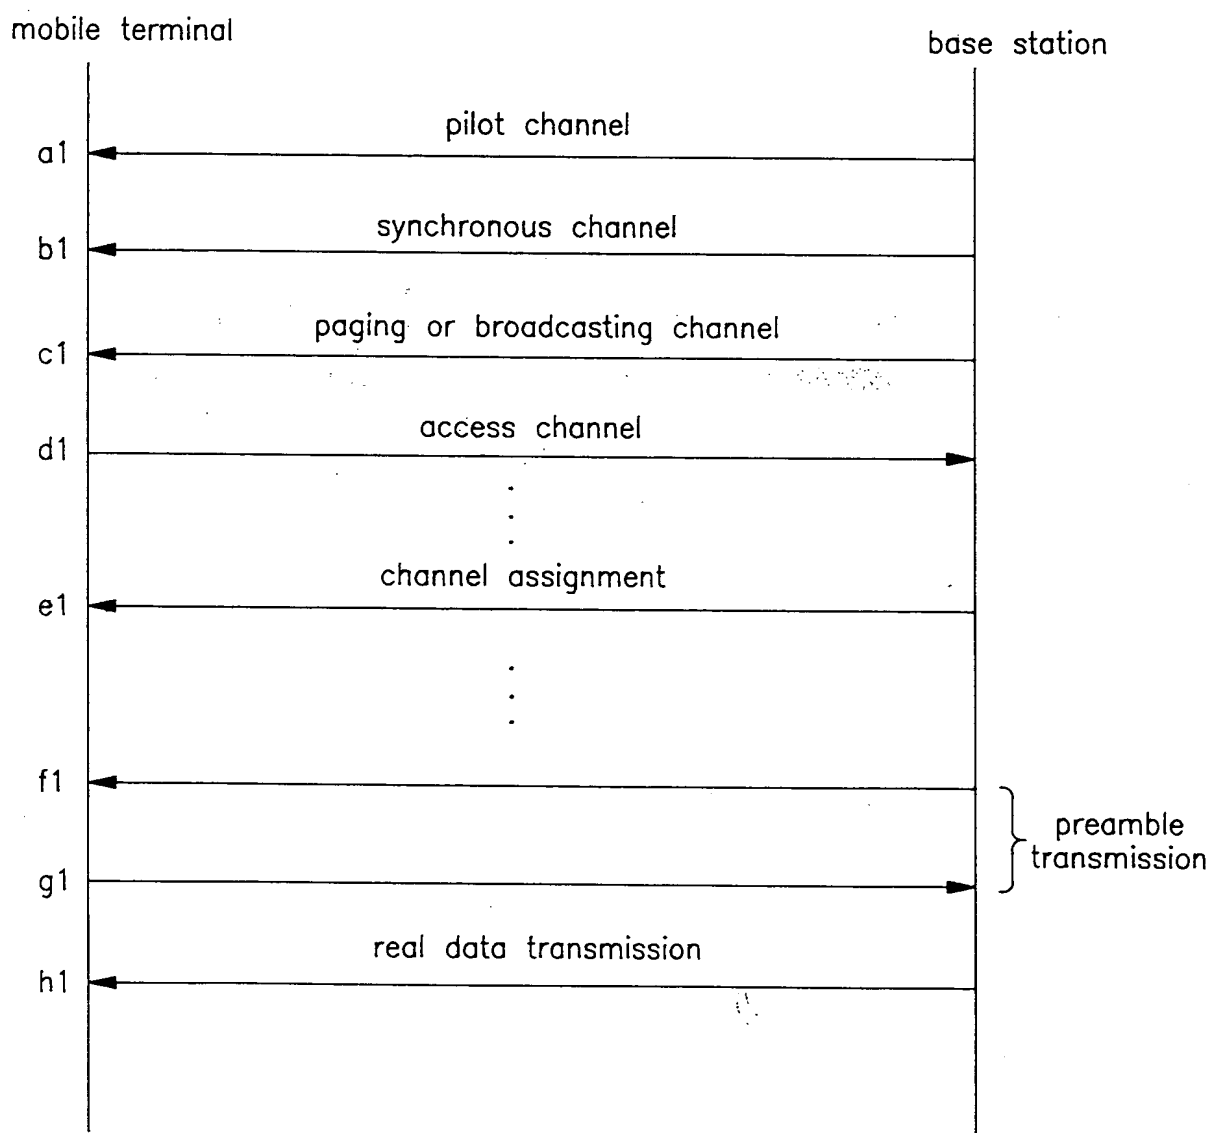 mobile terminal
base station
pilot channel
a1
synchronous channel
b1
paging or broadcasting channel
c1
access channel
d1
channel assignment
e1
f1
preamble
transmission
g1
real data transmission
h1